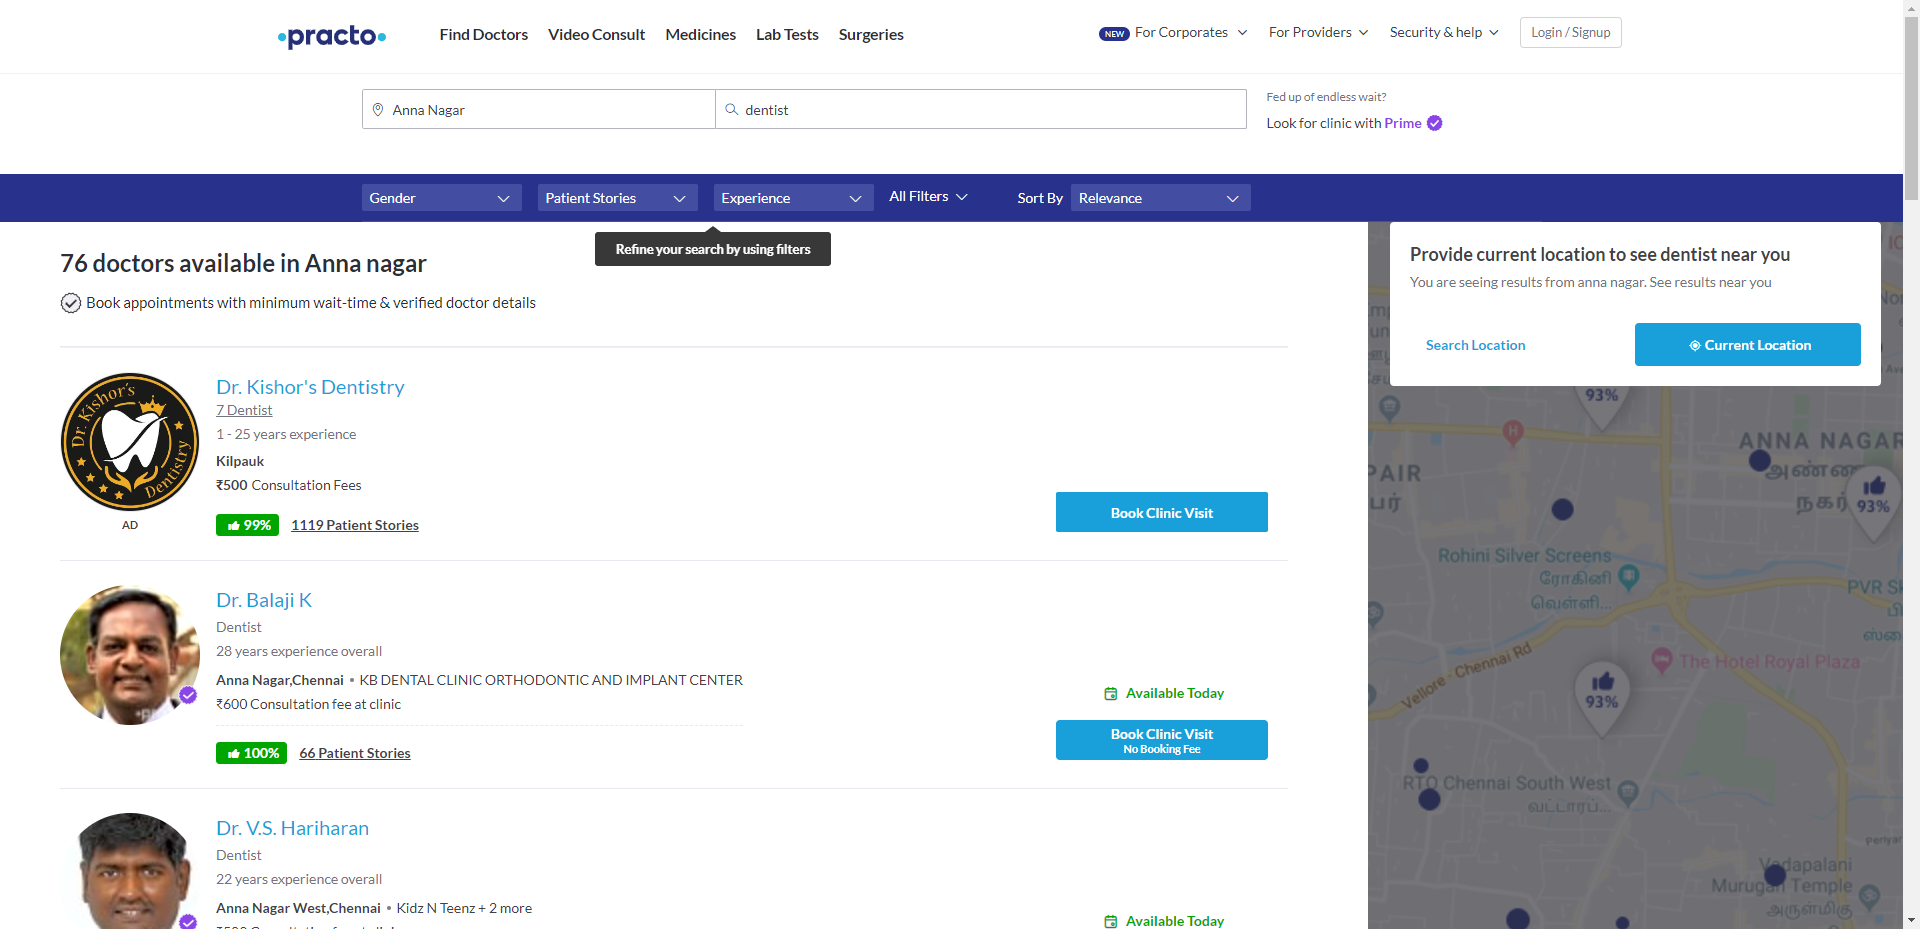 practo
Find Doctors
Video Consult
Medicines
Lab Tests
Surgeries
NEW For Corporates
For Providers
Security & help
Login / Signup
Anna Nagar
dentist
Fed up of endless wait?
Look for clinic with Prime
Gender
Patient Stories
Experience
All Filters
Sort By
Relevance
Refine your search by using filters
76 doctors available in Anna nagar
Book appointments with minimum wait-time & verified doctor details
Dr. Kishor's
Dentistry
AD
Dr. Kishor's Dentistry
7 Dentist
1 - 25 years experience
Kilpauk
₹500 Consultation Fees
99% 1119 Patient Stories
Book Clinic Visit
Dr. Balaji K
Dentist
28 years experience overall
Anna Nagar,Chennai • KB DENTAL CLINIC ORTHODONTIC AND IMPLANT CENTER
₹600 Consultation fee at clinic
100% 66 Patient Stories
Available Today
Book Clinic Visit
No Booking Fee
Dr. V.S. Hariharan
Dentist
22 years experience overall
Anna Nagar West,Chennai • Kidz N Teenz + 2 more
Available Today
Provide current location to see dentist near you
You are seeing results from anna nagar. See results near you
Search Location
Current Location
93%
ANNA NAGAR
அண்ணா
நகர்
93%
Rohini Silver Screens
ரோகினி
வெள்ளி...
PVR
Vellore - Chennai Rd
The Hotel Royal Plaza
93%
RTO Chennai South West
வட்டாரப்...
Vadapalani
Murugan Temple
அருள்மிகு